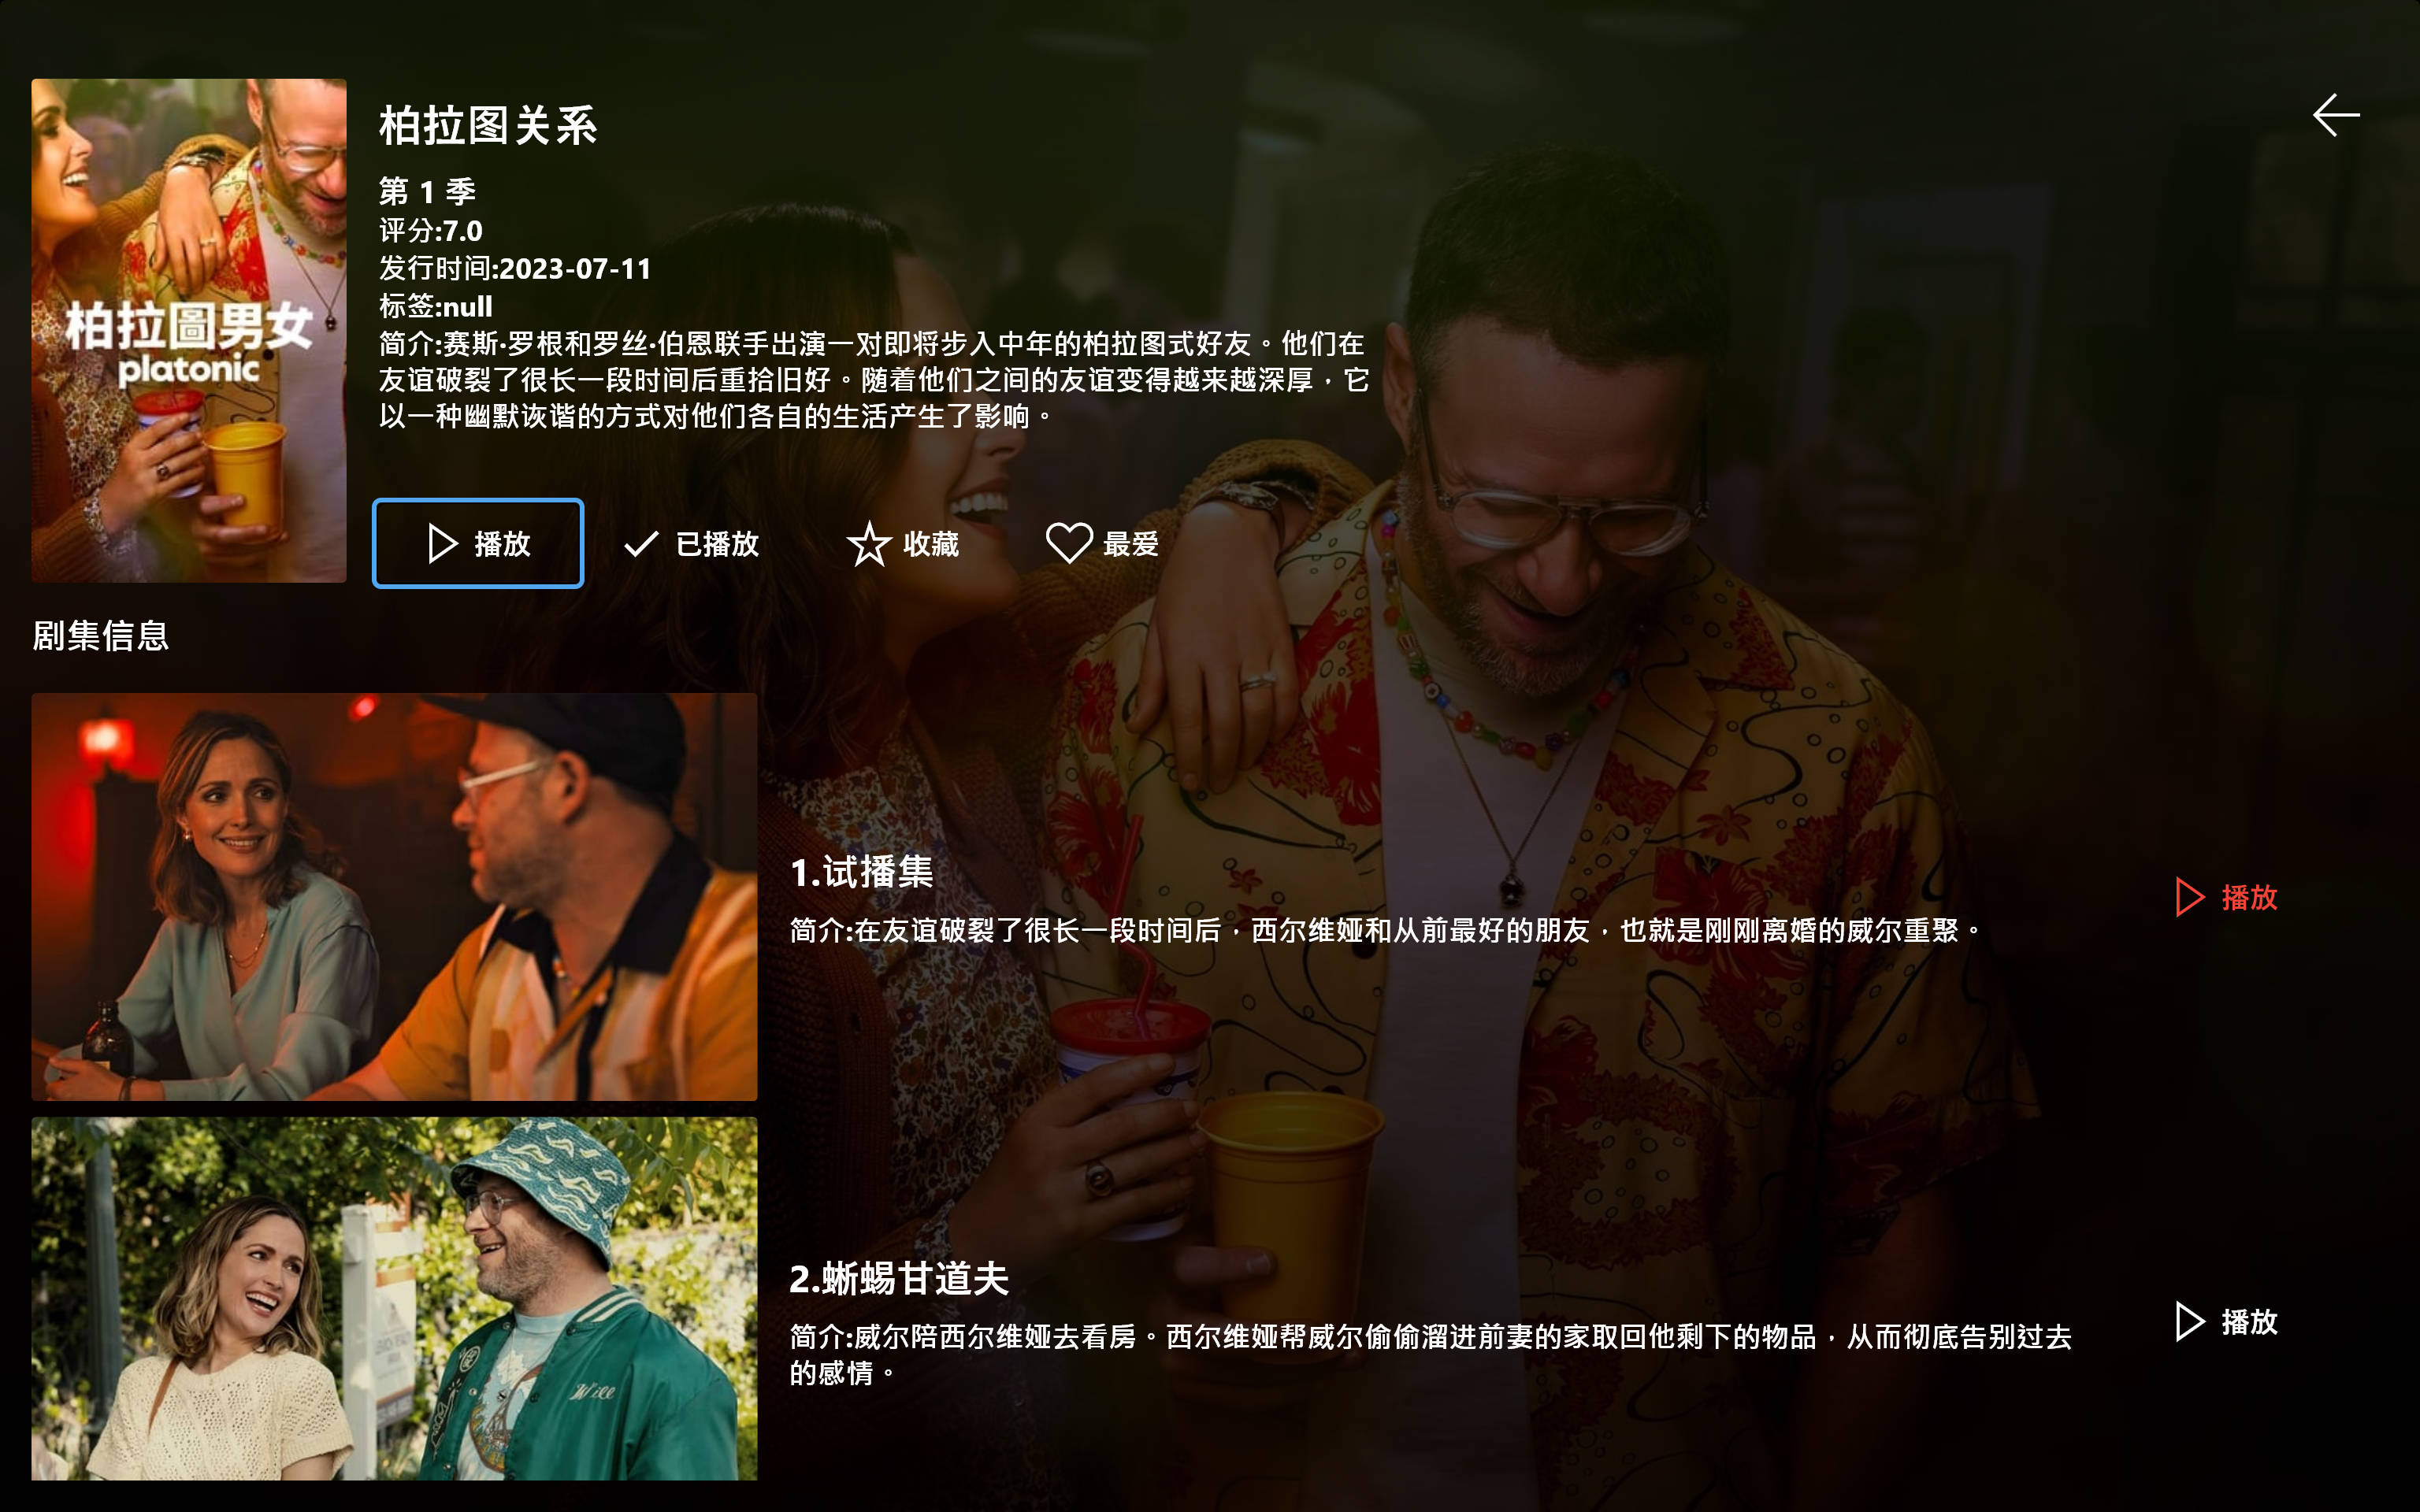 柏拉图关系
第 1 季
评分:7.0
发行时间:2023-07-11
标签:null
简介:赛斯·罗根和罗丝·伯恩联手出演一对即将步入中年的柏拉图式好友。他们在
友谊破裂了很长一段时间后重拾旧好。随着他们之间的友谊变得越来越深厚，它
以一种幽默诙谐的方式对他们各自的生活产生了影响。
柏拉圖男女
platonic
播放
已播放
收藏
最爱
剧集信息
1.试播集
简介:在友谊破裂了很长一段时间后，西尔维娅和从前最好的朋友，也就是刚刚离婚的威尔重聚。
播放
2.蜥蜴甘道夫
简介:威尔陪西尔维娅去看房。西尔维娅帮威尔偷偷溜进前妻的家取回他剩下的物品，从而彻底告别过去
的感情。
播放
Will